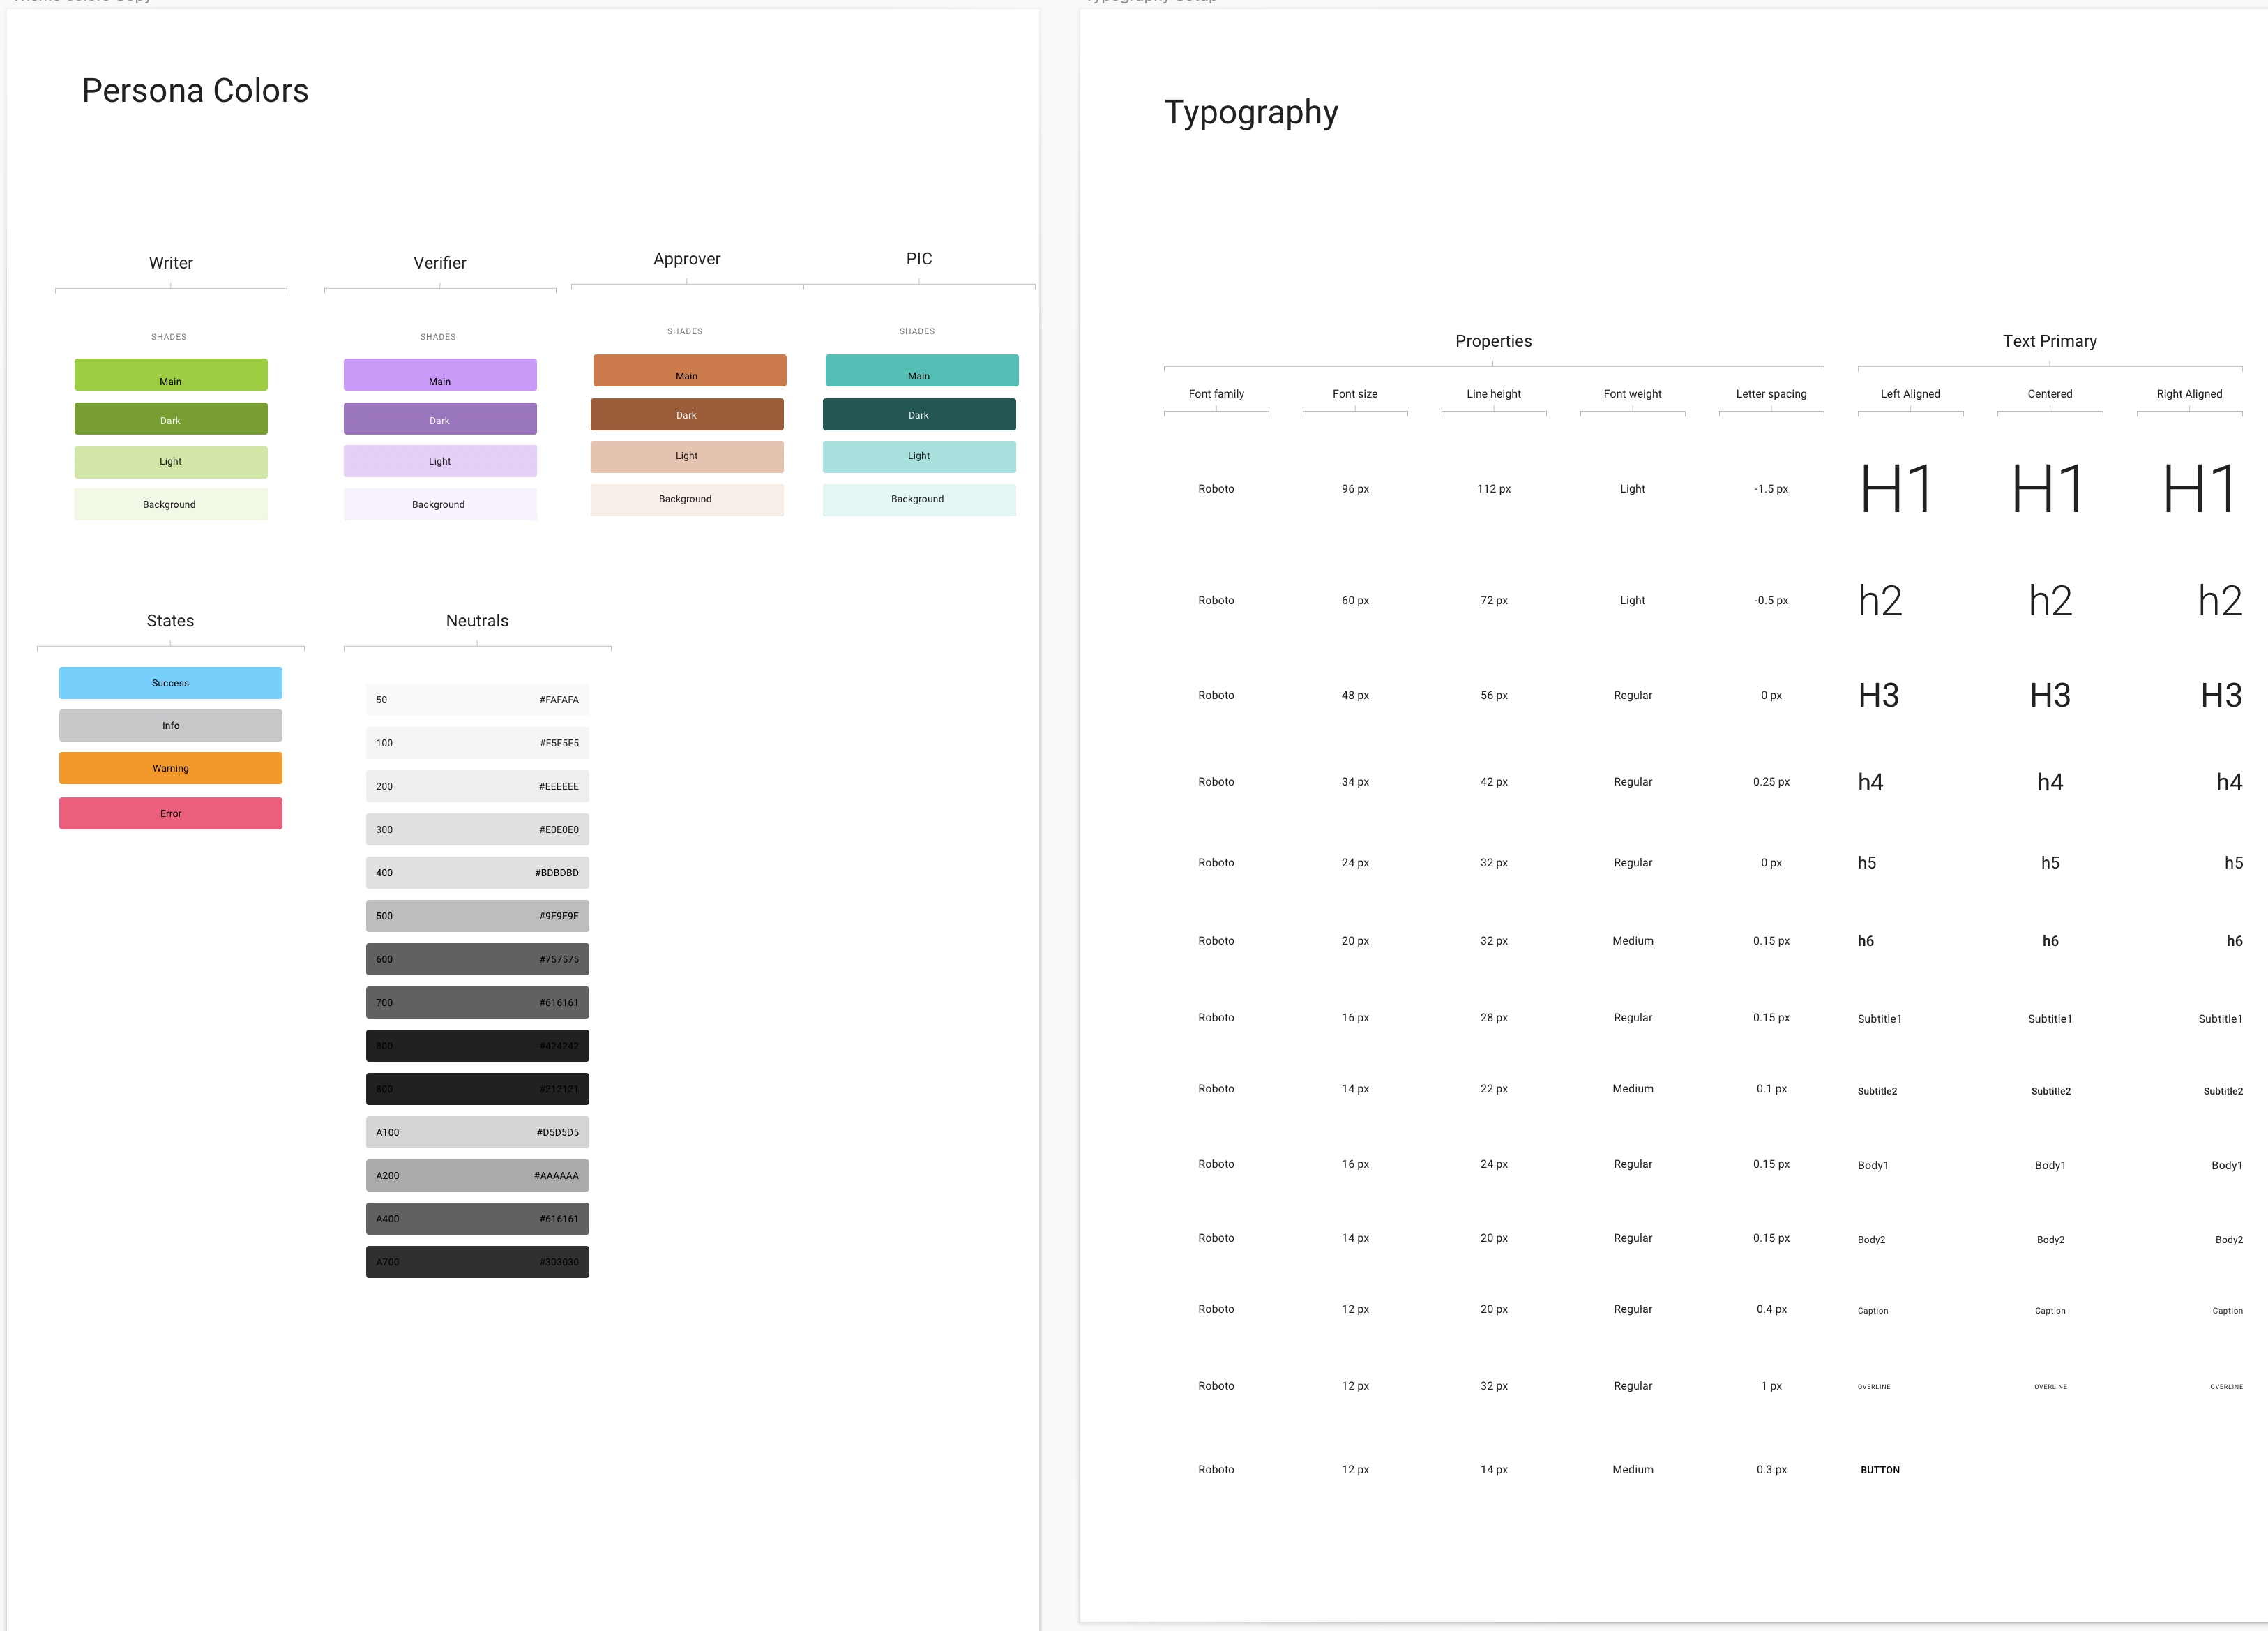 Theme Colors Copy
Typography Setup
Persona Colors
Writer
Verifier
Approver
PIC
SHADES
SHADES
SHADES
SHADES
Main
Main
Main
Main
Dark
Dark
Dark
Dark
Light
Light
Light
Light
Background
Background
Background
Background
States
Success
Info
Warning
Error
Neutrals
50 #FAFAFA
100 #F5F5F5
200 #EEEEEE
300 #E0E0E0
400 #BDBDBD
500 #9E9E9E
600 #757575
700 #616161
800 #424242
800 #212121
A100 #D5D5D5
A200 #AAAAAA
A400 #616161
A700 #303030
Typography
Properties
Text Primary
Font family Font size Line height Font weight Letter spacing Left Aligned Centered Right Aligned
Roboto 96 px 112 px Light -1.5 px H1 H1 H1
Roboto 60 px 72 px Light -0.5 px h2 h2 h2
Roboto 48 px 56 px Regular 0 px H3 H3 H3
Roboto 34 px 42 px Regular 0.25 px h4 h4 h4
Roboto 24 px 32 px Regular 0 px h5 h5 h5
Roboto 20 px 32 px Medium 0.15 px h6 h6 h6
Roboto 16 px 28 px Regular 0.15 px Subtitle1 Subtitle1 Subtitle1
Roboto 14 px 22 px Medium 0.1 px Subtitle2 Subtitle2 Subtitle2
Roboto 16 px 24 px Regular 0.15 px Body1 Body1 Body1
Roboto 14 px 20 px Regular 0.15 px Body2 Body2 Body2
Roboto 12 px 20 px Regular 0.4 px Caption Caption Caption
Roboto 12 px 32 px Regular 1 px OVERLINE OVERLINE OVERLINE
Roboto 12 px 14 px Medium 0.3 px BUTTON